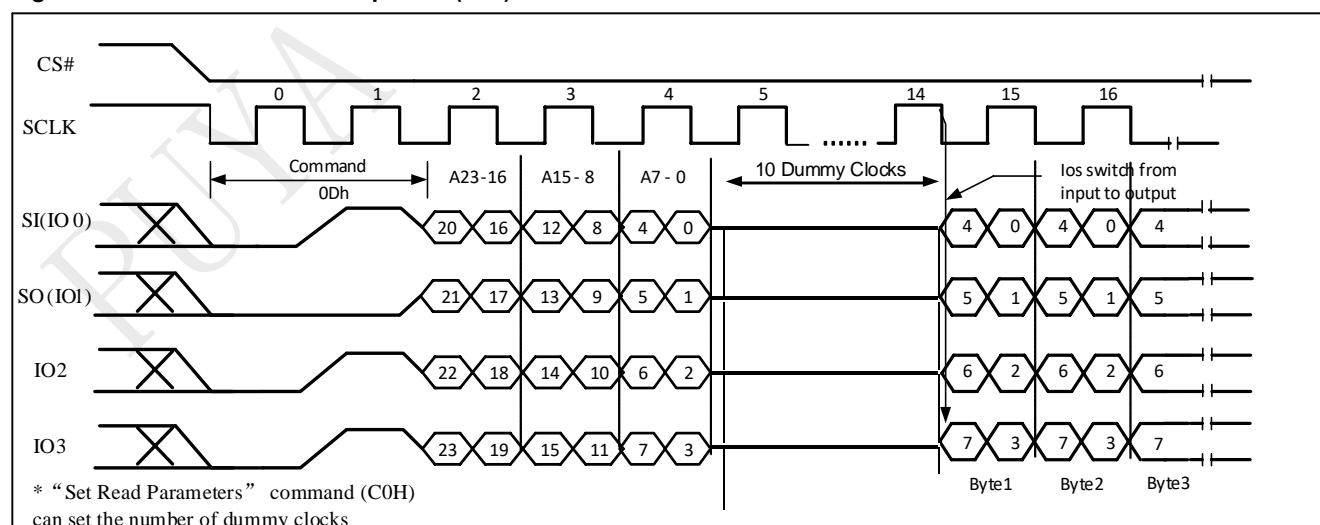 CS#
0 1 2 3 4 5 14 15 16
SCLK
Command
0Dh
A23-16 A15-8 A7-0
10 Dummy Clocks
Ios switch from
input to output
SI(IO 0) 20 16 12 8 4 0 4 0 4 0 4
SO(IO1) 21 17 13 9 5 1 5 1 5 1 5
IO2 22 18 14 10 6 2 6 2 6 2 6
IO3 23 19 15 11 7 3 7 3 7 3 7
Byte1 Byte2 Byte3
* “Set Read Parameters” command (C0H)
can set the number of dummy clocks
PUYA